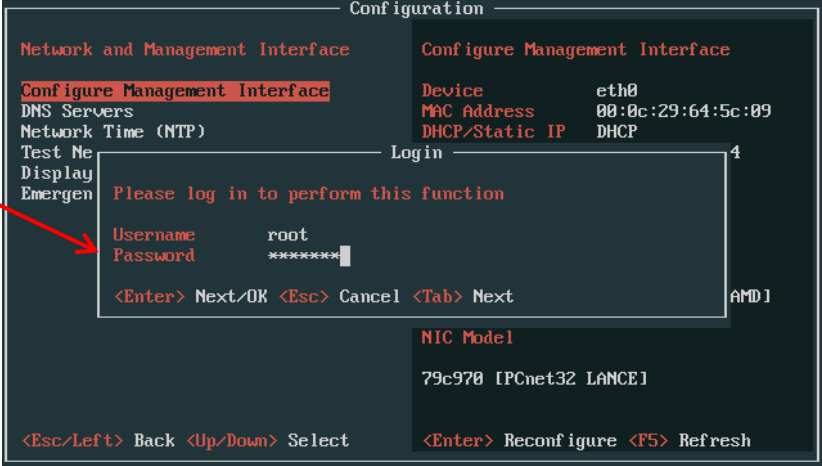 Configuration
Network and Management Interface
Configure Management Interface
DNS Servers
Network Time (NTP)
Test Ne
Display
Emergen
Configure Management Interface
Device eth0
MAC Address 00:0c:29:64:5c:09
DHCP/Static IP DHCP
4
Login
Please log in to perform this function
Username root
Password *******
<Enter> Next/OK <Esc> Cancel <Tab> Next
AMD]
NIC Model
79c970 [PCnet32 LANCE]
<Esc/Left> Back <Up/Down> Select
<Enter> Reconfigure <F5> Refresh